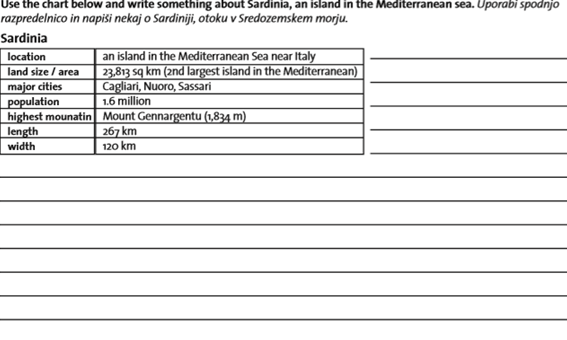 Use the chart below and write something about Sardinia, an island in the Mediterranean sea. Uporabi spodnjo
razpredelnico in napiši nekaj o Sardiniji, otoku v Sredozemskem morju.
Sardinia
location an island in the Mediterranean Sea near Italy
land size / area 23,813 sq km (2nd largest island in the Mediterranean)
major cities Cagliari, Nuoro, Sassari
population 1.6 million
highest mounatin Mount Gennargentu (1,834 m)
length 267 km
width 120 km